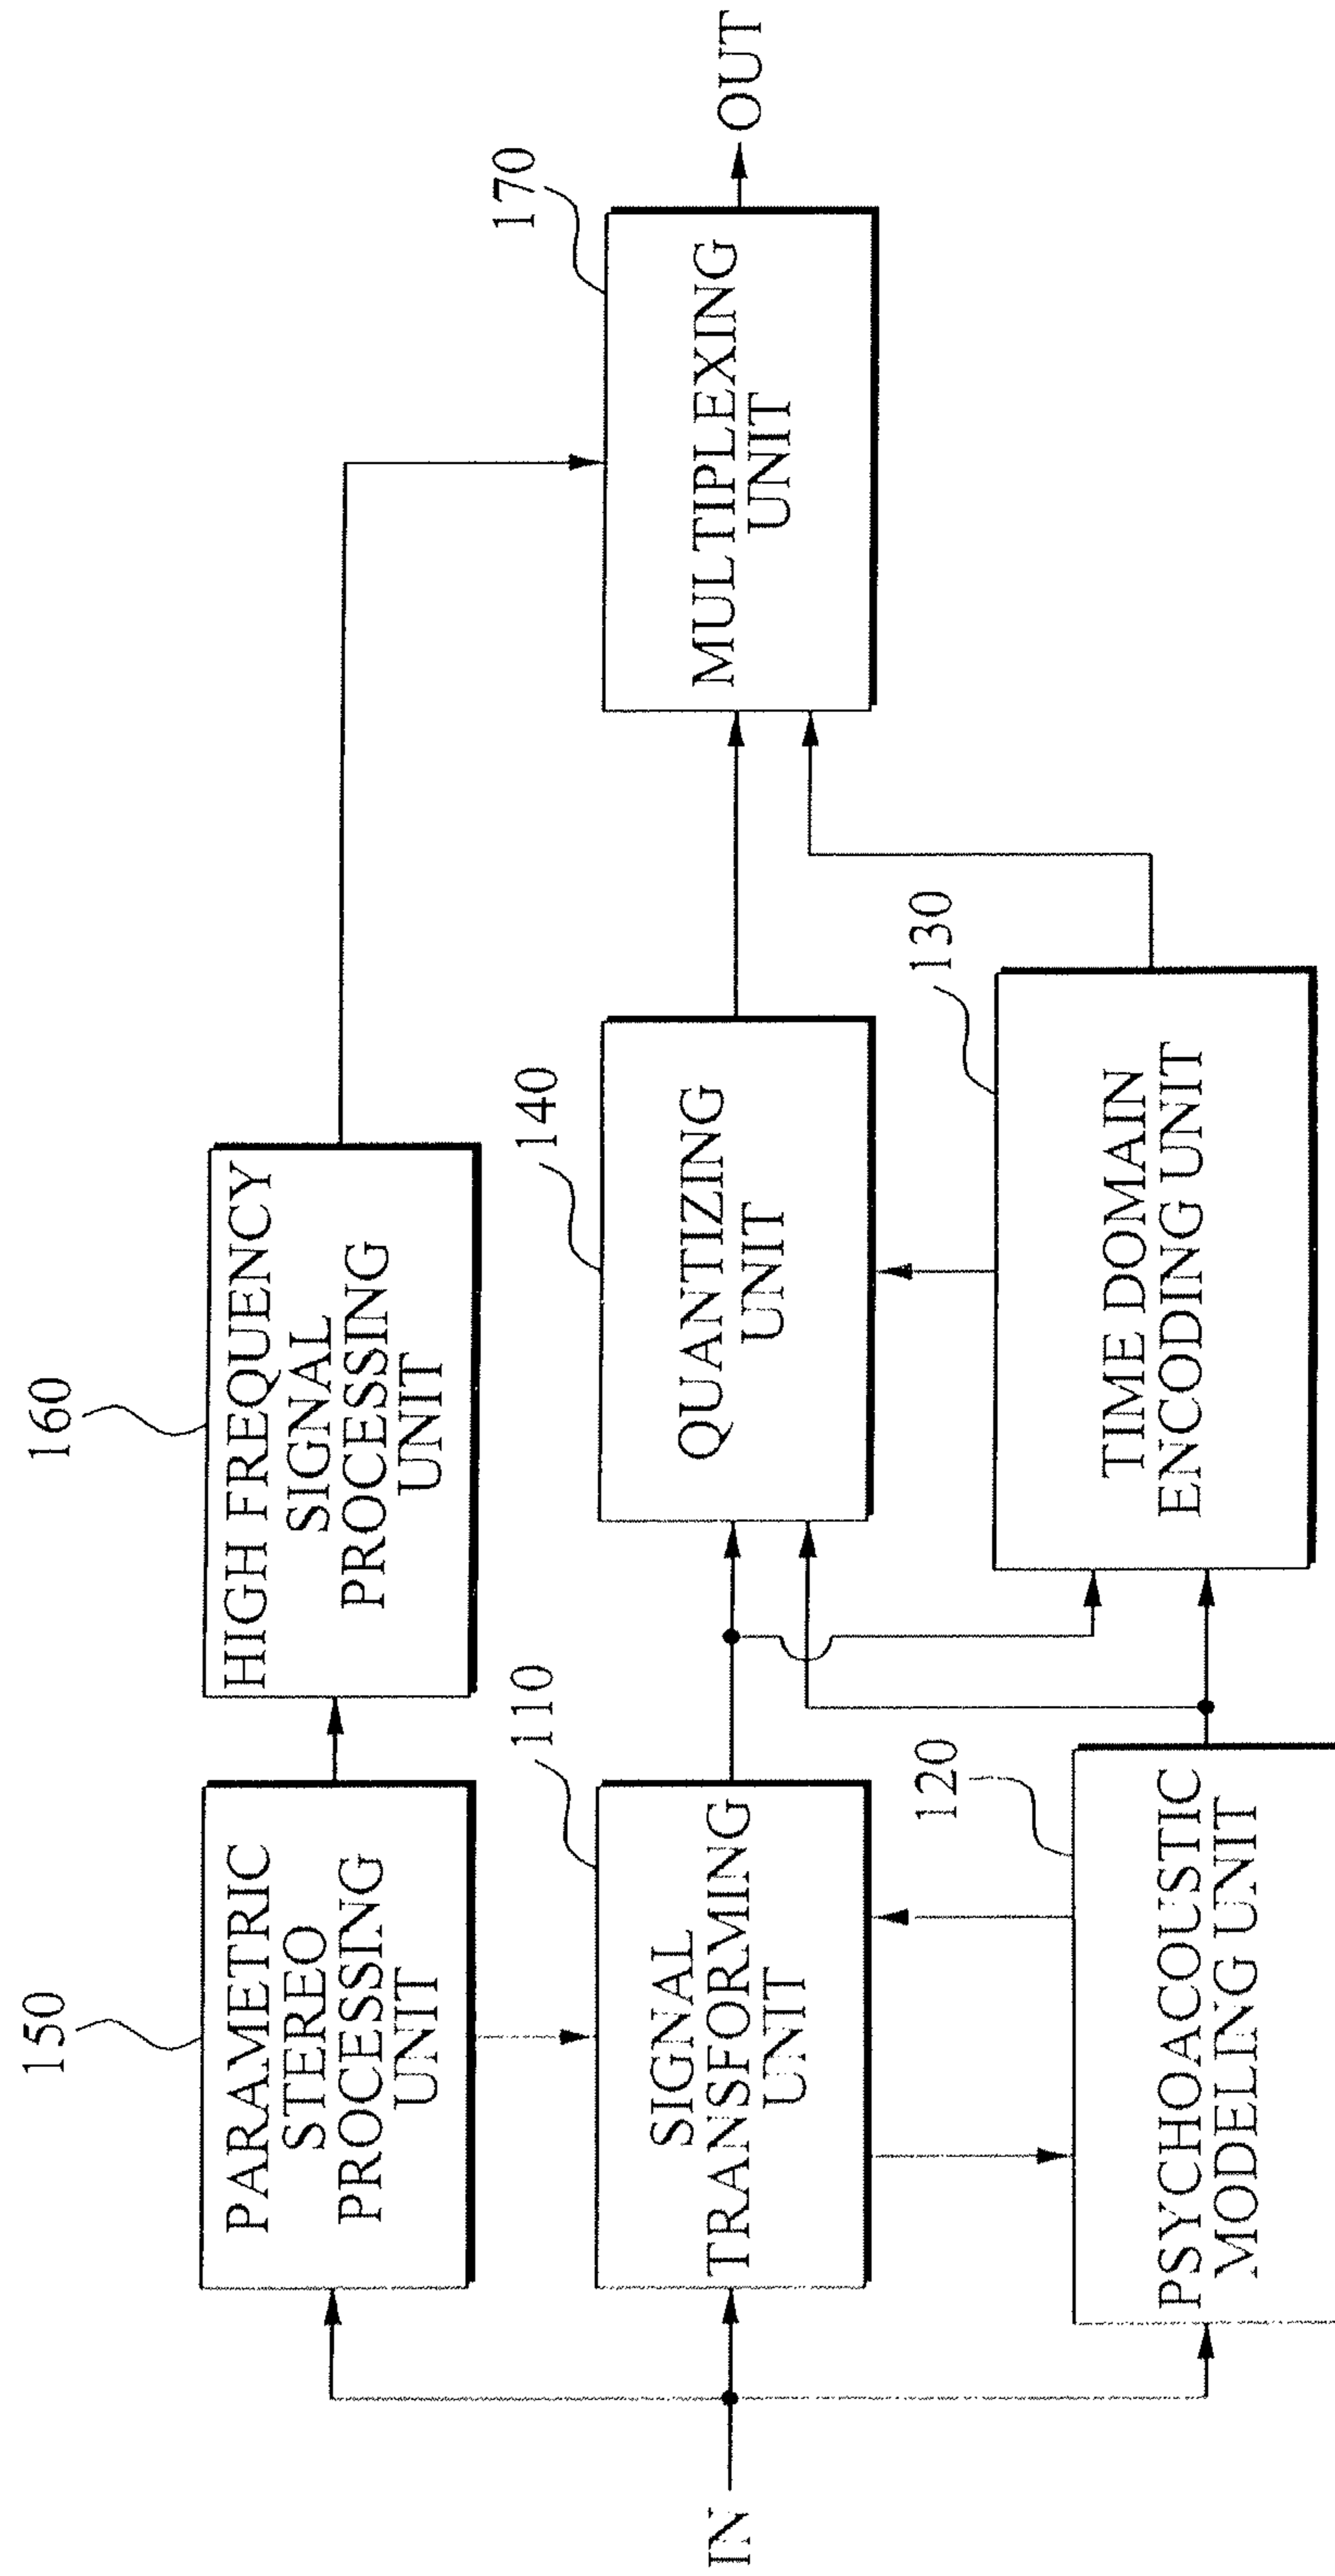 150
PARAMETRIC
STEREO
PROCESSING
UNIT
160
HIGH FREQUENCY
SIGNAL
PROCESSING
UNIT
IN
110
SIGNAL
TRANSFORMING
UNIT
140
QUANTIZING
UNIT
170
MULTIPLEXING
UNIT
OUT
120
PSYCHOACOUSTIC
MODELING UNIT
130
TIME DOMAIN
ENCODING UNIT